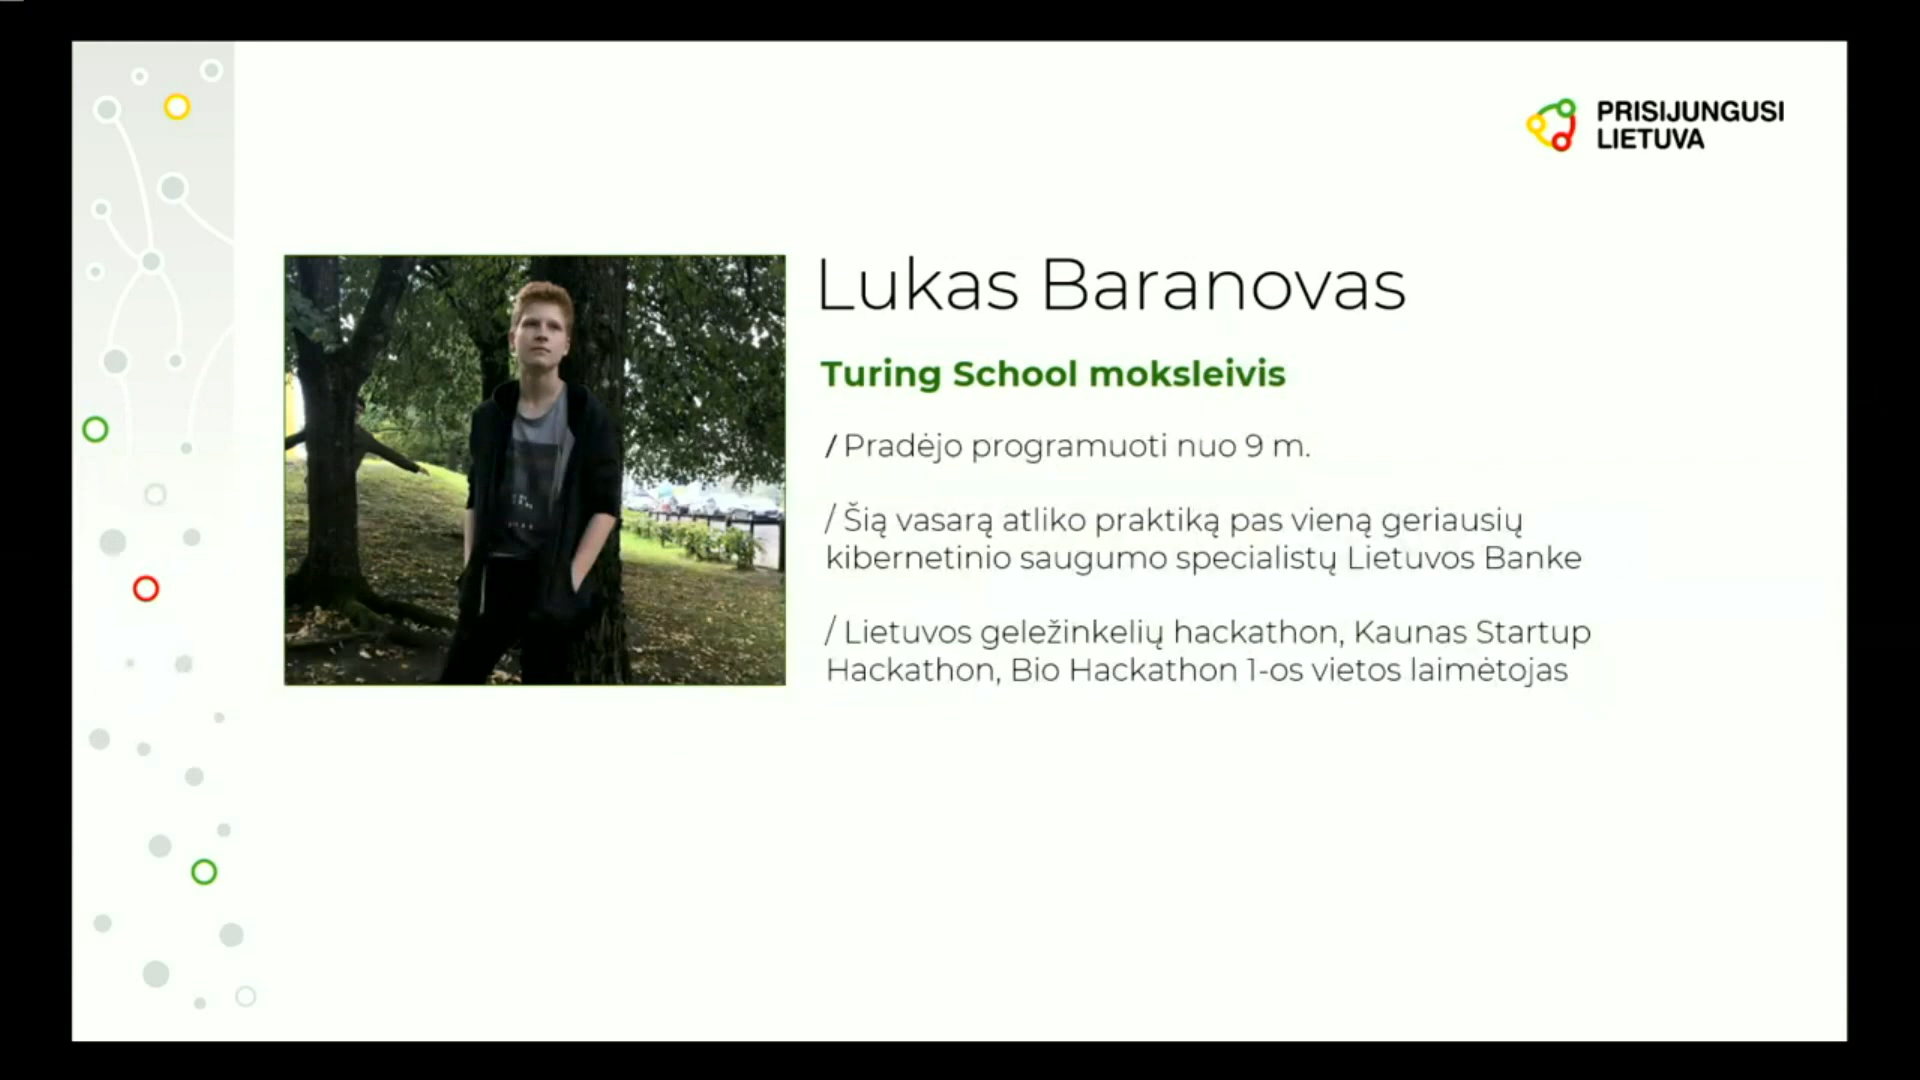 PRISIJUNGUSI
LIETUVA
Lukas Baranovas
Turing School moksleivis
/ Pradėjo programuoti nuo 9 m.
/ Šią vasarą atliko praktiką pas vieną geriausių
kibernetinio saugumo specialistų Lietuvos Banke
/ Lietuvos geležinkelių hackathon, Kaunas Startup
Hackathon, Bio Hackathon 1-os vietos laimėtojas